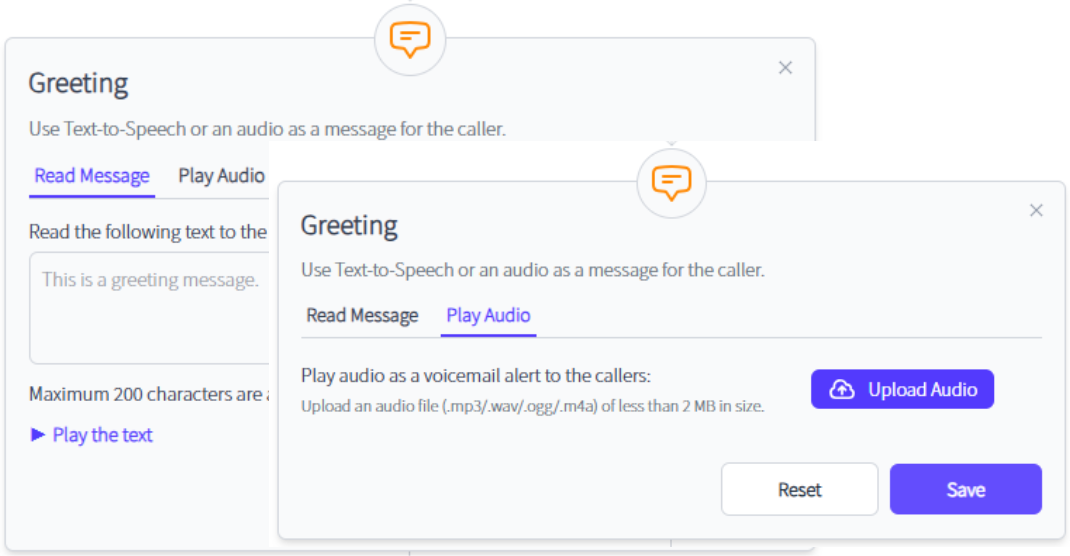 Greeting
Use Text-to-Speech or an audio as a message for the caller.
Read Message Play Audio
Read the following text to the
This is a greeting message.
Maximum 200 characters are
▶ Play the text
Greeting
Use Text-to-Speech or an audio as a message for the caller.
Read Message Play Audio
Play audio as a voicemail alert to the callers:
Upload an audio file (.mp3/.wav/.ogg/.m4a) of less than 2 MB in size.
Upload Audio
Reset Save